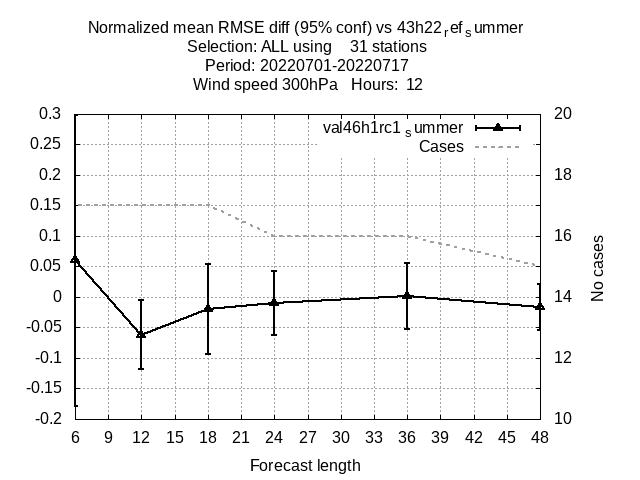 Normalized mean RMSE diff (95% conf) vs 43h22refsummer
Selection: ALL using 31 stations
Period: 20220701-20220717
Wind speed 300hPa Hours: 12
val46h1rc1summer
Cases
0.3
0.25
0.2
0.15
0.1
0.05
0
-0.05
-0.1
-0.15
-0.2
20
18
16
14
12
10
No cases
6 9 12 15 18 21 24 27 30 33 36 39 42 45 48
Forecast length